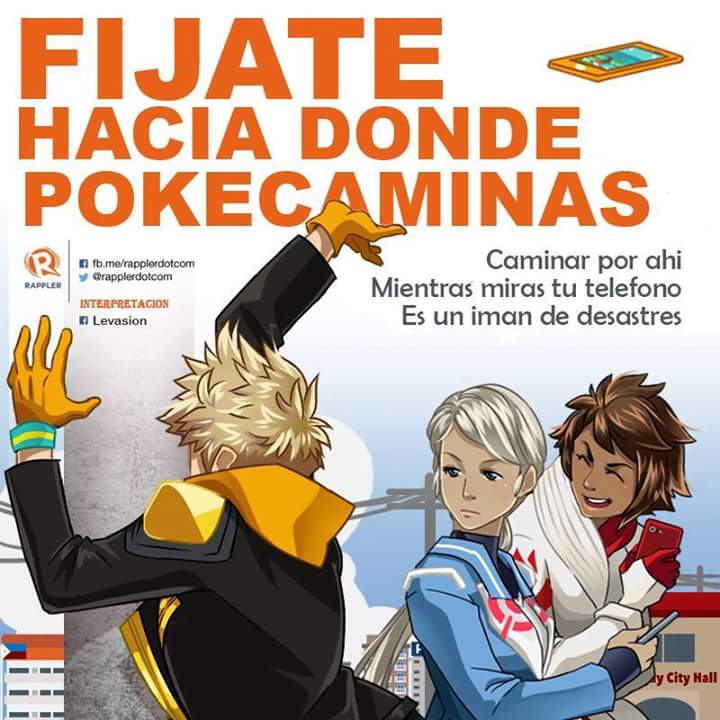 FIJATE
HACIA DONDE
POKECAMINAS
RAPPLER
fb.me/rapplerdotcom
@rapplerdotcom
INTERPRETACION
Levasion
Caminar por ahi
Mientras miras tu telefono
Es un iman de desastres
y City Hall